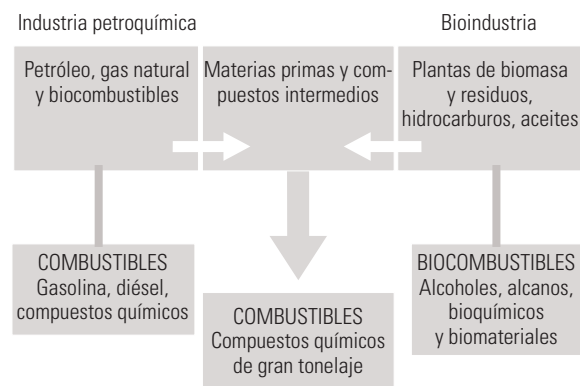 Industria petroquímica
Bioindustria
Petróleo, gas natural
y biocombustibles
Materias primas y com-
puestos intermedios
Plantas de biomasa
y residuos,
hidrocarburos, aceites
COMBUSTIBLES
Gasolina, diésel,
compuestos químicos
COMBUSTIBLES
Compuestos químicos
de gran tonelaje
BIOCOMBUSTIBLES
Alcoholes, alcanos,
bioquímicos
y biomateriales